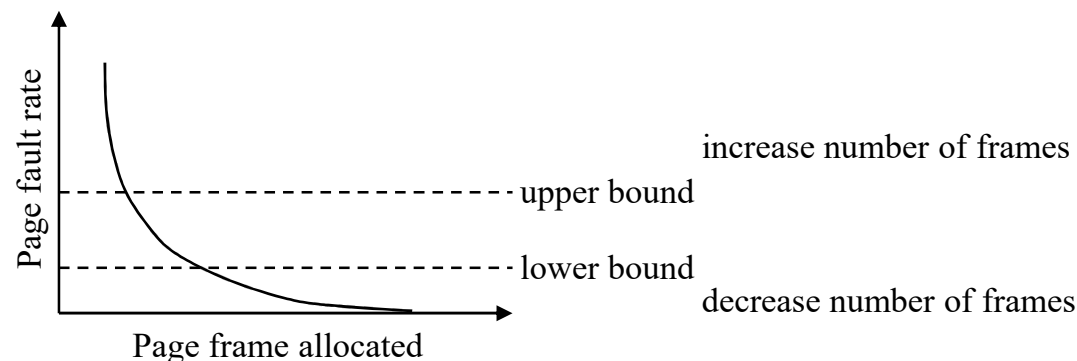 Page fault rate
increase number of frames
upper bound
lower bound
decrease number of frames
Page frame allocated